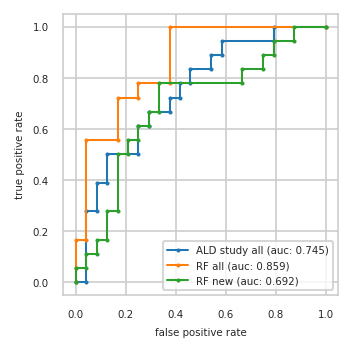 true positive rate
1.0
0.8
0.6
0.4
0.2
0.0
ALD study all (auc: 0.745)
RF all (auc: 0.859)
RF new (auc: 0.692)
0.0 0.2 0.4 0.6 0.8 1.0
false positive rate